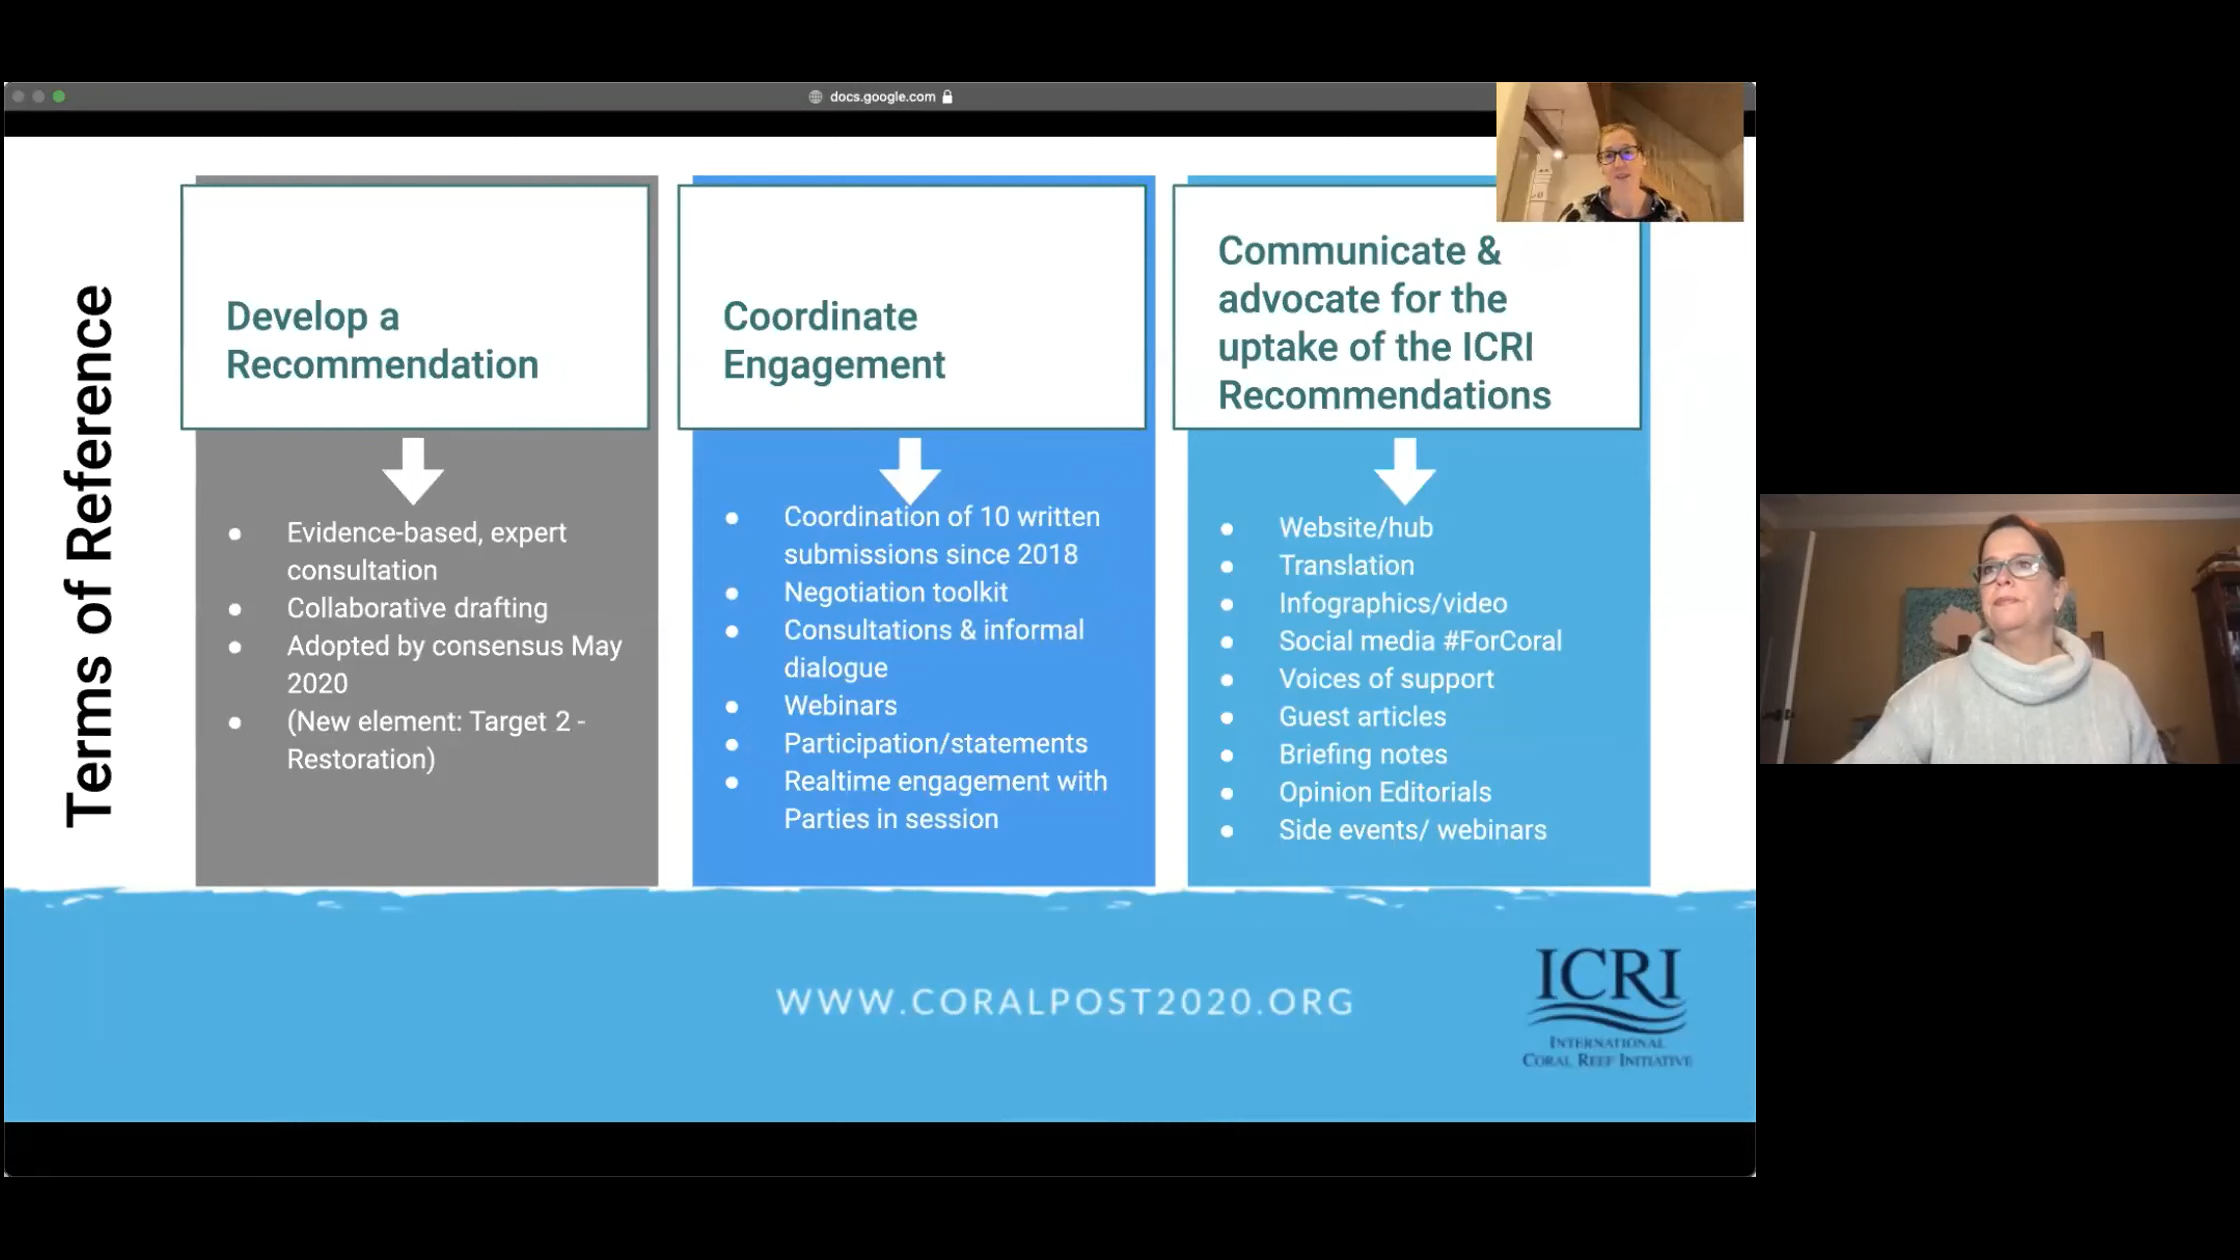 docs.google.com
Terms of Reference
Develop a
Recommendation
Evidence-based, expert
consultation
Collaborative drafting
Adopted by consensus May
2020
(New element: Target 2 -
Restoration)
Coordinate
Engagement
Coordination of 10 written
submissions since 2018
Negotiation toolkit
Consultations & informal
dialogue
Webinars
Participation/statements
Realtime engagement with
Parties in session
Communicate &
advocate for the
uptake of the ICRI
Recommendations
Website/hub
Translation
Infographics/video
Social media #ForCoral
Voices of support
Guest articles
Briefing notes
Opinion Editorials
Side events/ webinars
WWW.CORALPOST2020.ORG
ICRI
INTERNATIONAL
CORAL REEF INITIATIVE